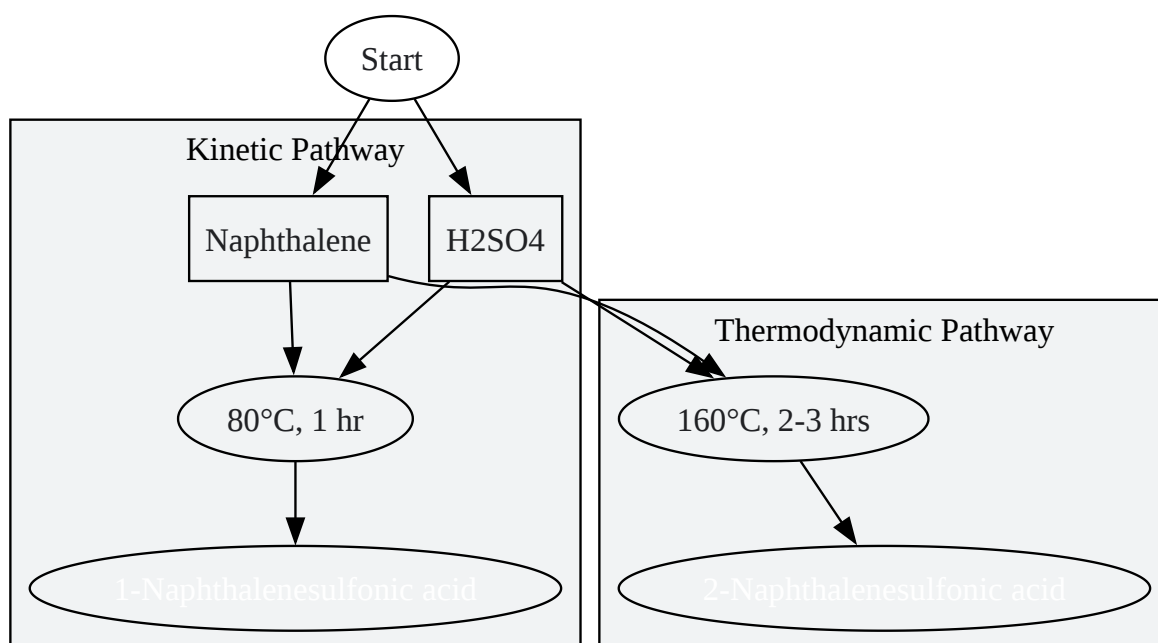 Start
Kinetic Pathway
Naphthalene
H2SO4
Thermodynamic Pathway
80°C, 1 hr
160°C, 2-3 hrs
1-Naphthalenesulfonic acid
2-Naphthalenesulfonic acid